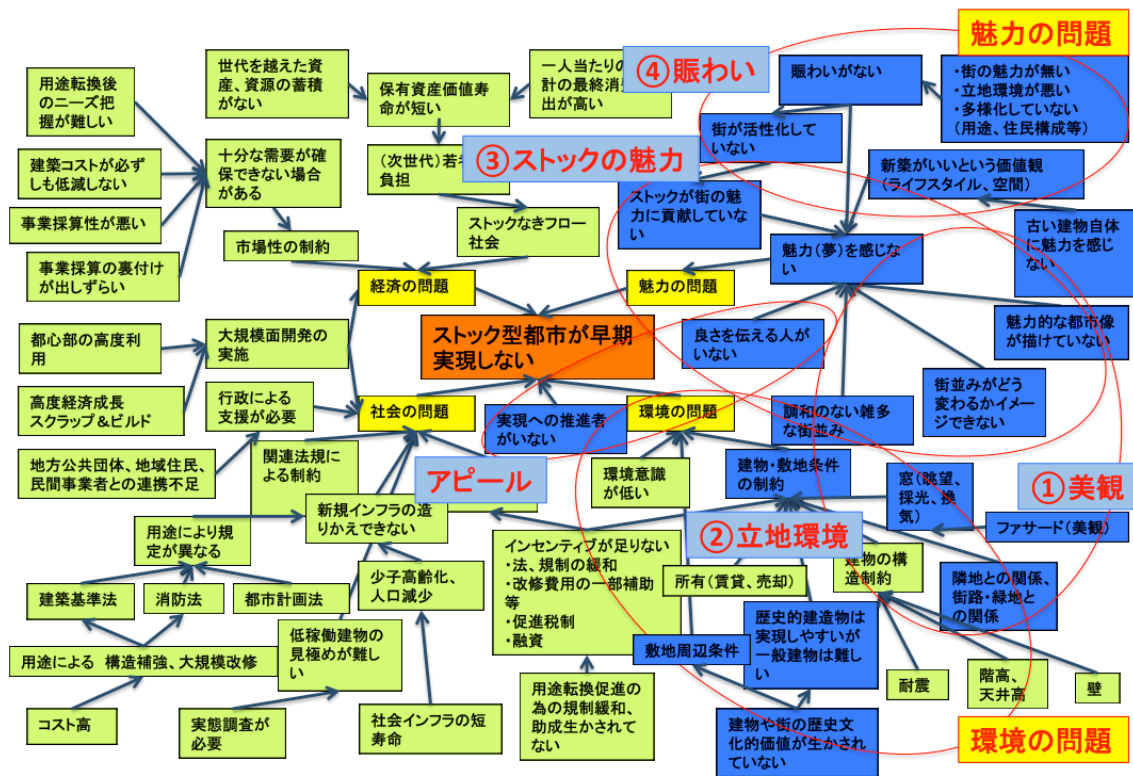 魅力の問題
用途転換後
のニーズ把
握が難しい
世代を越えた資
産、資源の蓄積
がない
保有資産価値寿
命が短い
一人当たりの
計の最終消費
出が高い
④賑わい
賑わいがない
・街の魅力が無い
・立地環境が悪い
・多様化していない
(用途、住民構成等)
建築コストが必ず
しも低減しない
十分な需要が確
保できない場合
がある
(次世代)若者
負担
③ストックの魅力
街が活性化して
いない
新築がいいという価値観
(ライフスタイル、空間)
事業採算性が悪い
ストックなきフロー
社会
ストックが街の魅
力に貢献していな
い
古い建物自体
に魅力を感じ
ない
事業採算の裏付け
が出しずらい
市場性の制約
魅力(夢)を感じな
い
経済の問題
魅力の問題
都心部の高度利
用
大規模面開発の
実施
ストック型都市が早期
実現しない
良さを伝える人が
いない
魅力的な都市像
が描けていない
高度経済成長
スクラップ&ビルド
行政による
支援が必要
社会の問題
実現への推進者
がいない
環境の問題
調和のない雑多
な街並み
街並みがどう
変わるかイメー
ジできない
地方公共団体、地域住民、
民間事業者との連携不足
関連法規に
よる制約
アピール
環境意識
が低い
建物・敷地条件
の制約
窓(眺望、
採光、換
気)
①美観
新規インフラの造
りかえできない
②立地環境
ファサード(美観)
用途により規
定が異なる
インセンティブが足りない
・法、規制の緩和
・改修費用の一部補助
等
・促進税制
・融資
所有(賃貸、売却)
建物の構
造制約
隣地との関係、
街路・緑地と
の関係
建築基準法
消防法
都市計画法
少子高齢化、
人口減少
歴史的建造物は
実現しやすいが
一般建物は難し
い
用途による 構造補強、大規模改修
低稼働建物の
見極めが難し
い
敷地周辺条件
コスト高
実態調査が
必要
社会インフラの短
寿命
用途転換促進の
為の規制緩和、
助成生かされ
てない
建物や街の歴史文
化的価値が生かされ
ていない
耐震
階高、
天井高
壁
環境の問題